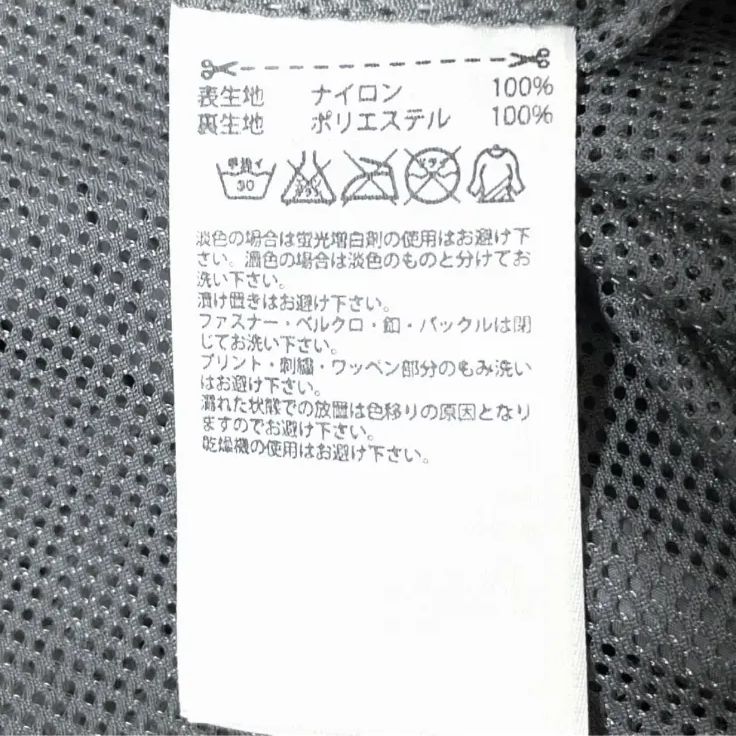 表生地 ナイロン 100%
裏生地 ポリエステル 100%
手洗イ 30 ドライ
淡色の場合は蛍光増白剤の使用はお避け下
さい。濃色の場合は淡色のものと分けてお
洗い下さい。
漬け置きはお避け下さい。
ファスナー・ベルクロ・釦・バックルは閉
じてお洗い下さい。
プリント・刺繍・ワッペン部分のもみ洗い
はお避け下さい。
濡れた状態での放置は色移りの原因となり
ますのでお避け下さい。
乾燥機の使用はお避け下さい。